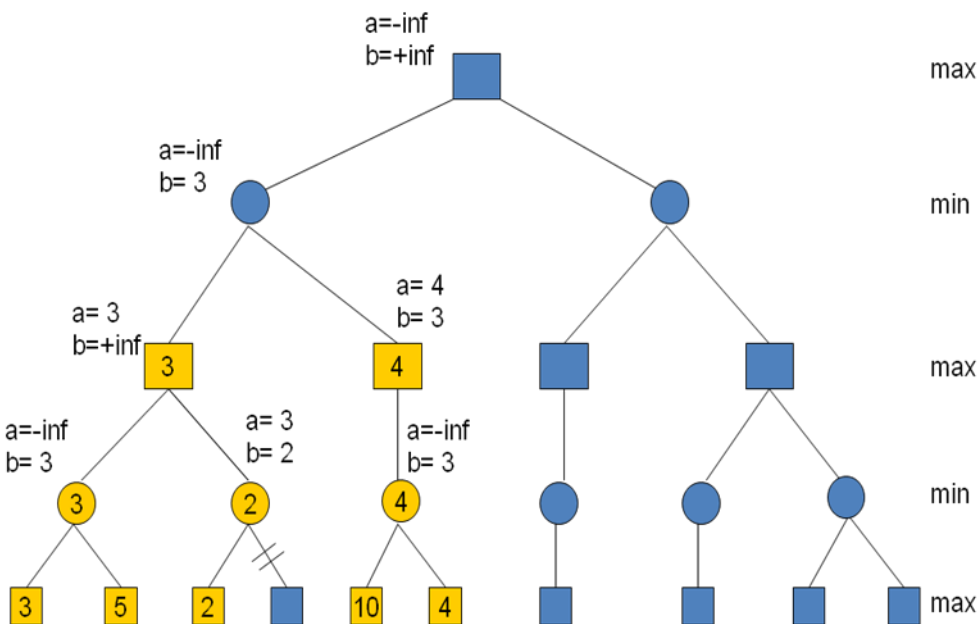 a=-inf
b=+inf
max
a=-inf
b= 3
min
a= 3
b=+inf
a= 4
b= 3
3
4
max
a=-inf
b= 3
a= 3
b= 2
a=-inf
b= 3
3
2
4
min
3
5
2
10
4
max